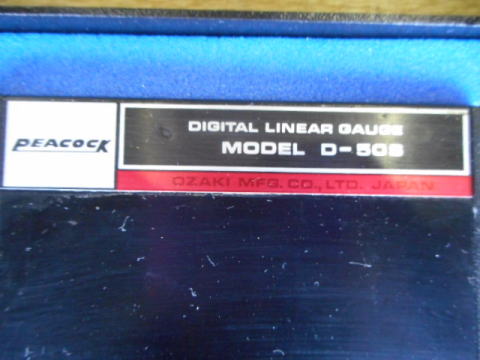 PEACOCK
DIGITAL LINEAR GAUGE
MODEL D-50S
OZAKI MFG. CO., LTD. JAPAN